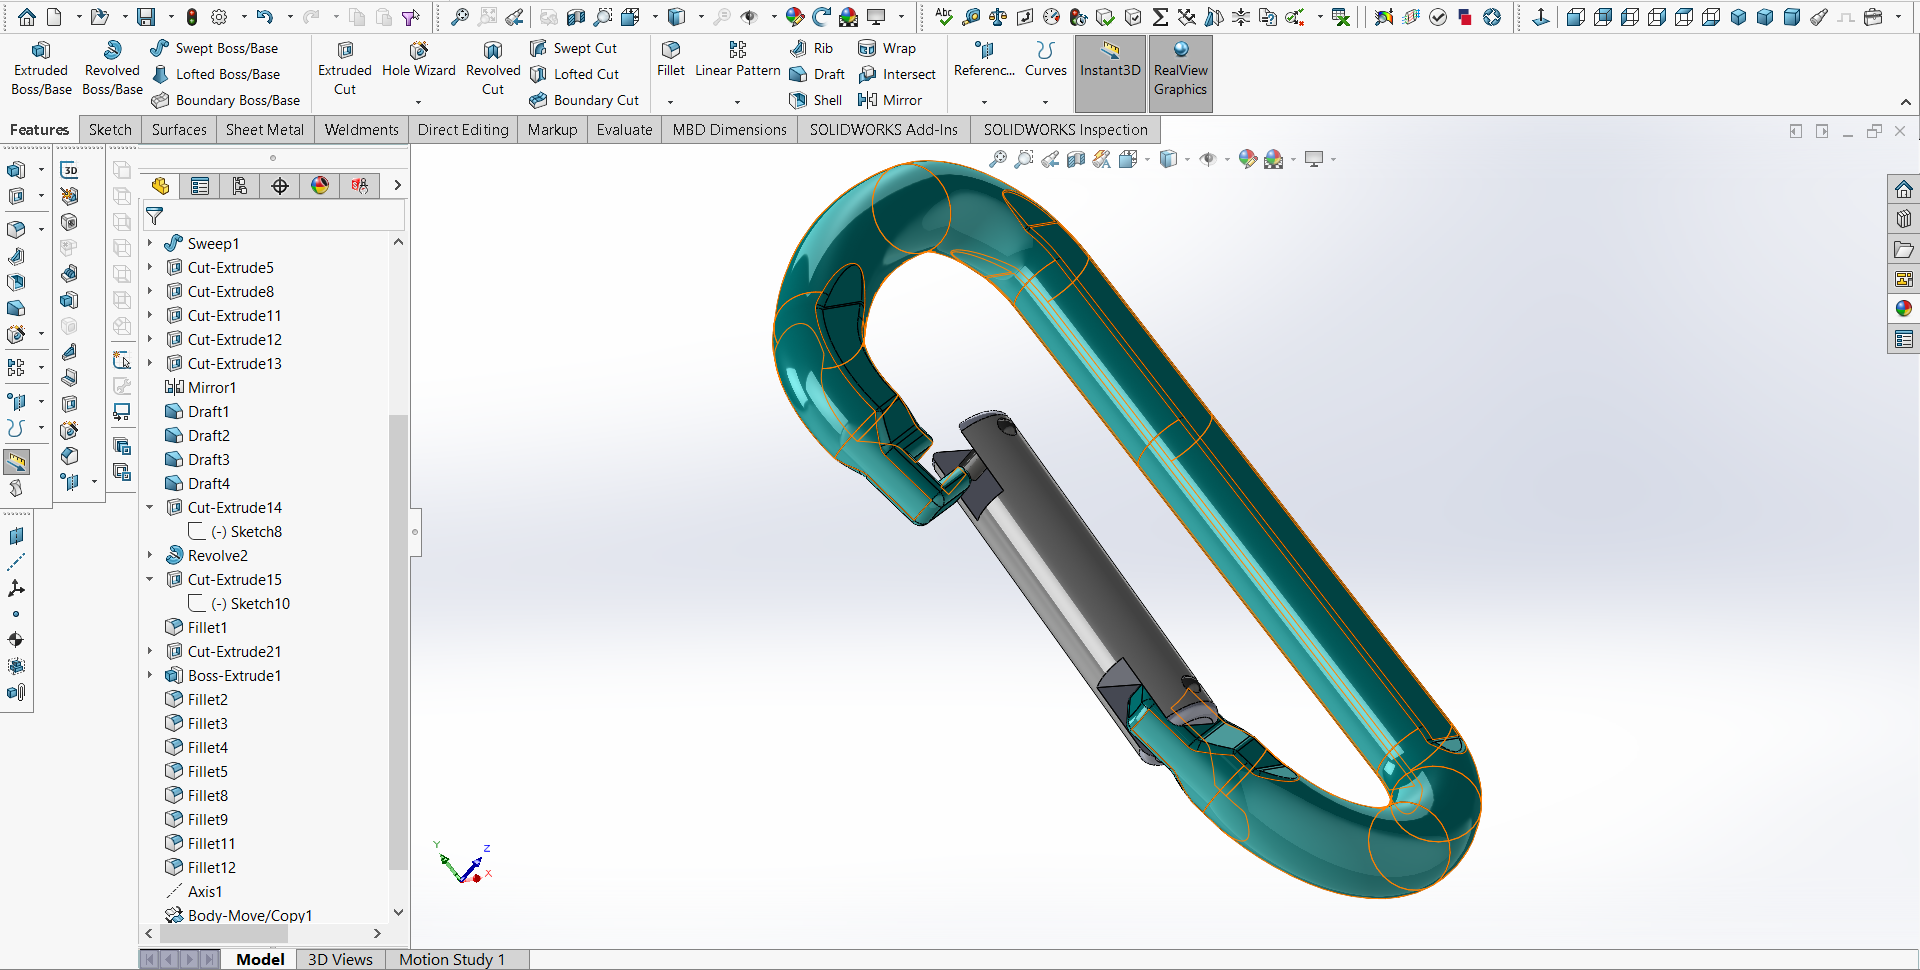 Abc
Extruded Boss/Base
Revolved Boss/Base
Swept Boss/Base
Lofted Boss/Base
Boundary Boss/Base
Extruded Cut
Hole Wizard
Revolved Cut
Swept Cut
Lofted Cut
Boundary Cut
Fillet
Linear Pattern
Rib
Draft
Shell
Wrap
Intersect
Mirror
Referenc...
Curves
Instant3D
RealView Graphics
Features
Sketch
Surfaces
Sheet Metal
Weldments
Direct Editing
Markup
Evaluate
MBD Dimensions
SOLIDWORKS Add-Ins
SOLIDWORKS Inspection
3D
Sweep1
Cut-Extrude5
Cut-Extrude8
Cut-Extrude11
Cut-Extrude12
Cut-Extrude13
Mirror1
Draft1
Draft2
Draft3
Draft4
Cut-Extrude14
(-) Sketch8
Revolve2
Cut-Extrude15
(-) Sketch10
Fillet1
Cut-Extrude21
Boss-Extrude1
Fillet2
Fillet3
Fillet4
Fillet5
Fillet8
Fillet9
Fillet11
Fillet12
Axis1
Body-Move/Copy1
Y
Z
X
Model
3D Views
Motion Study 1